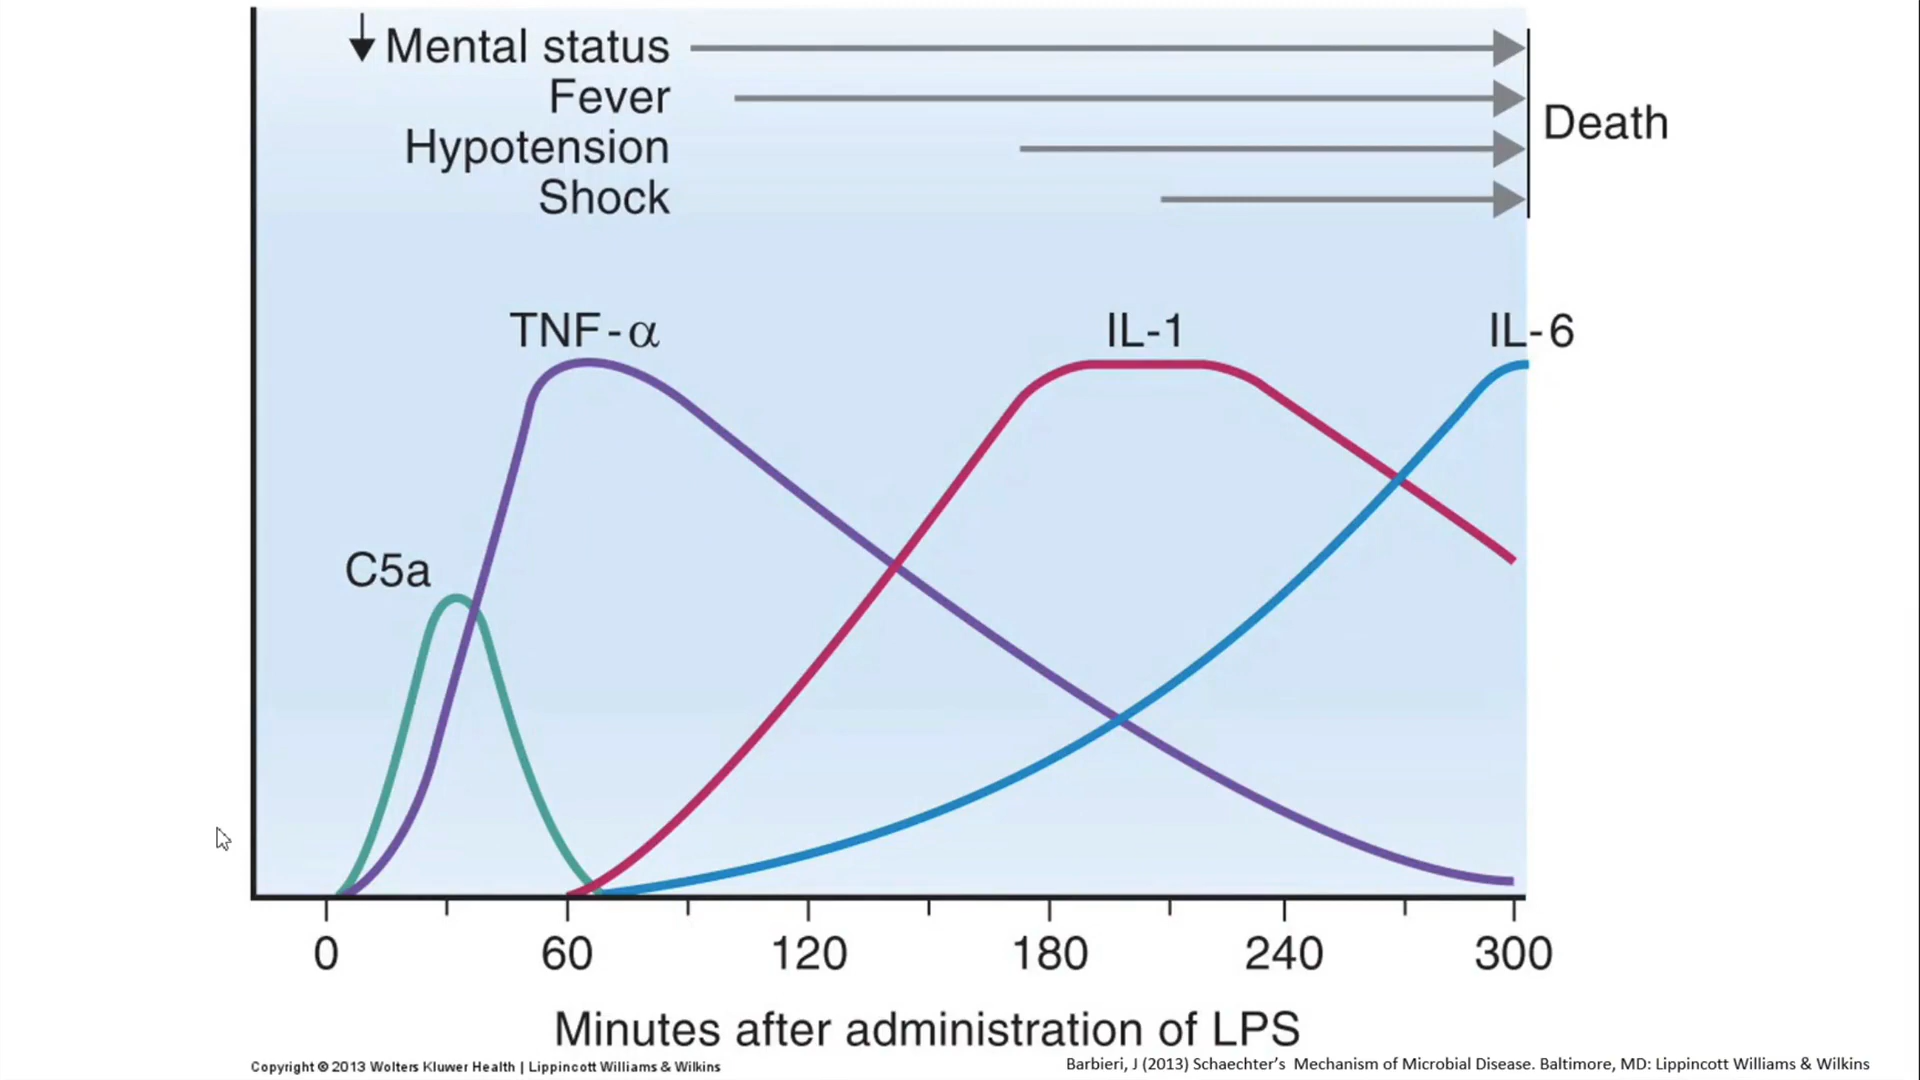 Mental status
Fever
Hypotension
Shock
Death
TNF-α
IL-1
IL-6
C5a
0 60 120 180 240 300
Minutes after administration of LPS
Copyright © 2013 Wolters Kluwer Health | Lippincott Williams & Wilkins
Barbieri, J (2013) Schaechter’s Mechanism of Microbial Disease. Baltimore, MD: Lippincott Williams & Wilkins